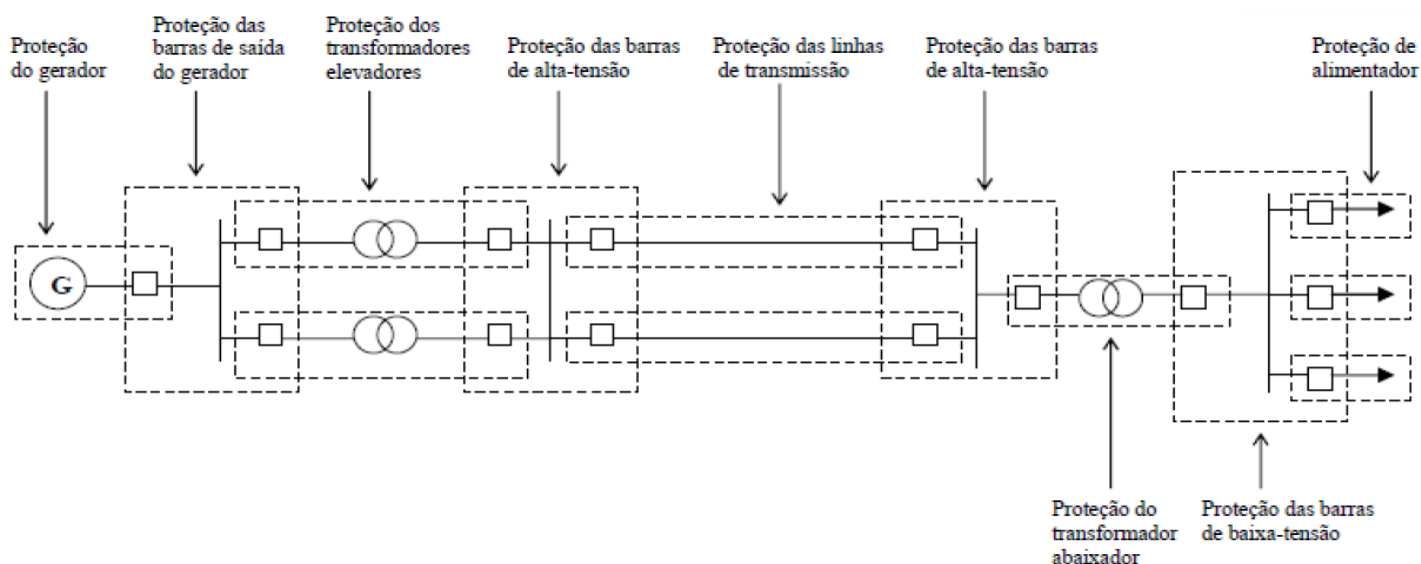 Proteção
do gerador
Proteção das
barras de saída
do gerador
Proteção dos
transformadores
elevadores
Proteção das barras
de alta-tensão
Proteção das linhas
de transmissão
Proteção das barras
de alta-tensão
Proteção de
alimentador
G
Proteção do
transformador
abaixador
Proteção das barras
de baixa-tensão